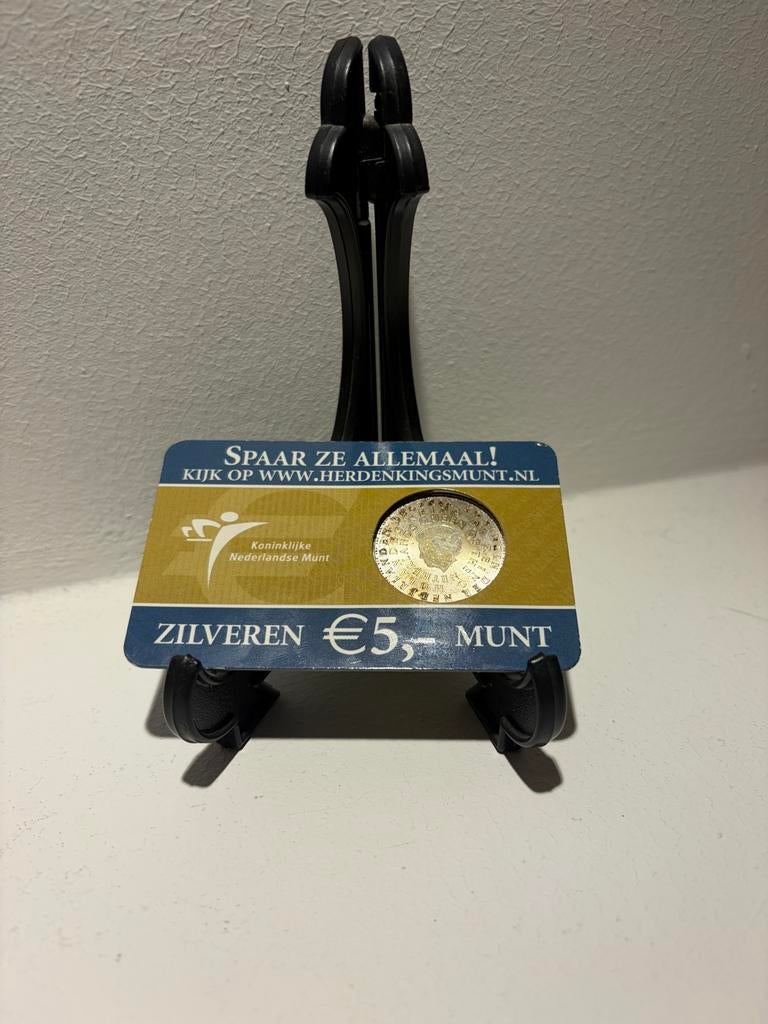 SPAAR ZE ALLEMAAL!
KIJK OP WWW.HERDENKINGSMUNT.NL
Koninklijke
Nederlandse Munt
ZILVEREN €5,- MUNT